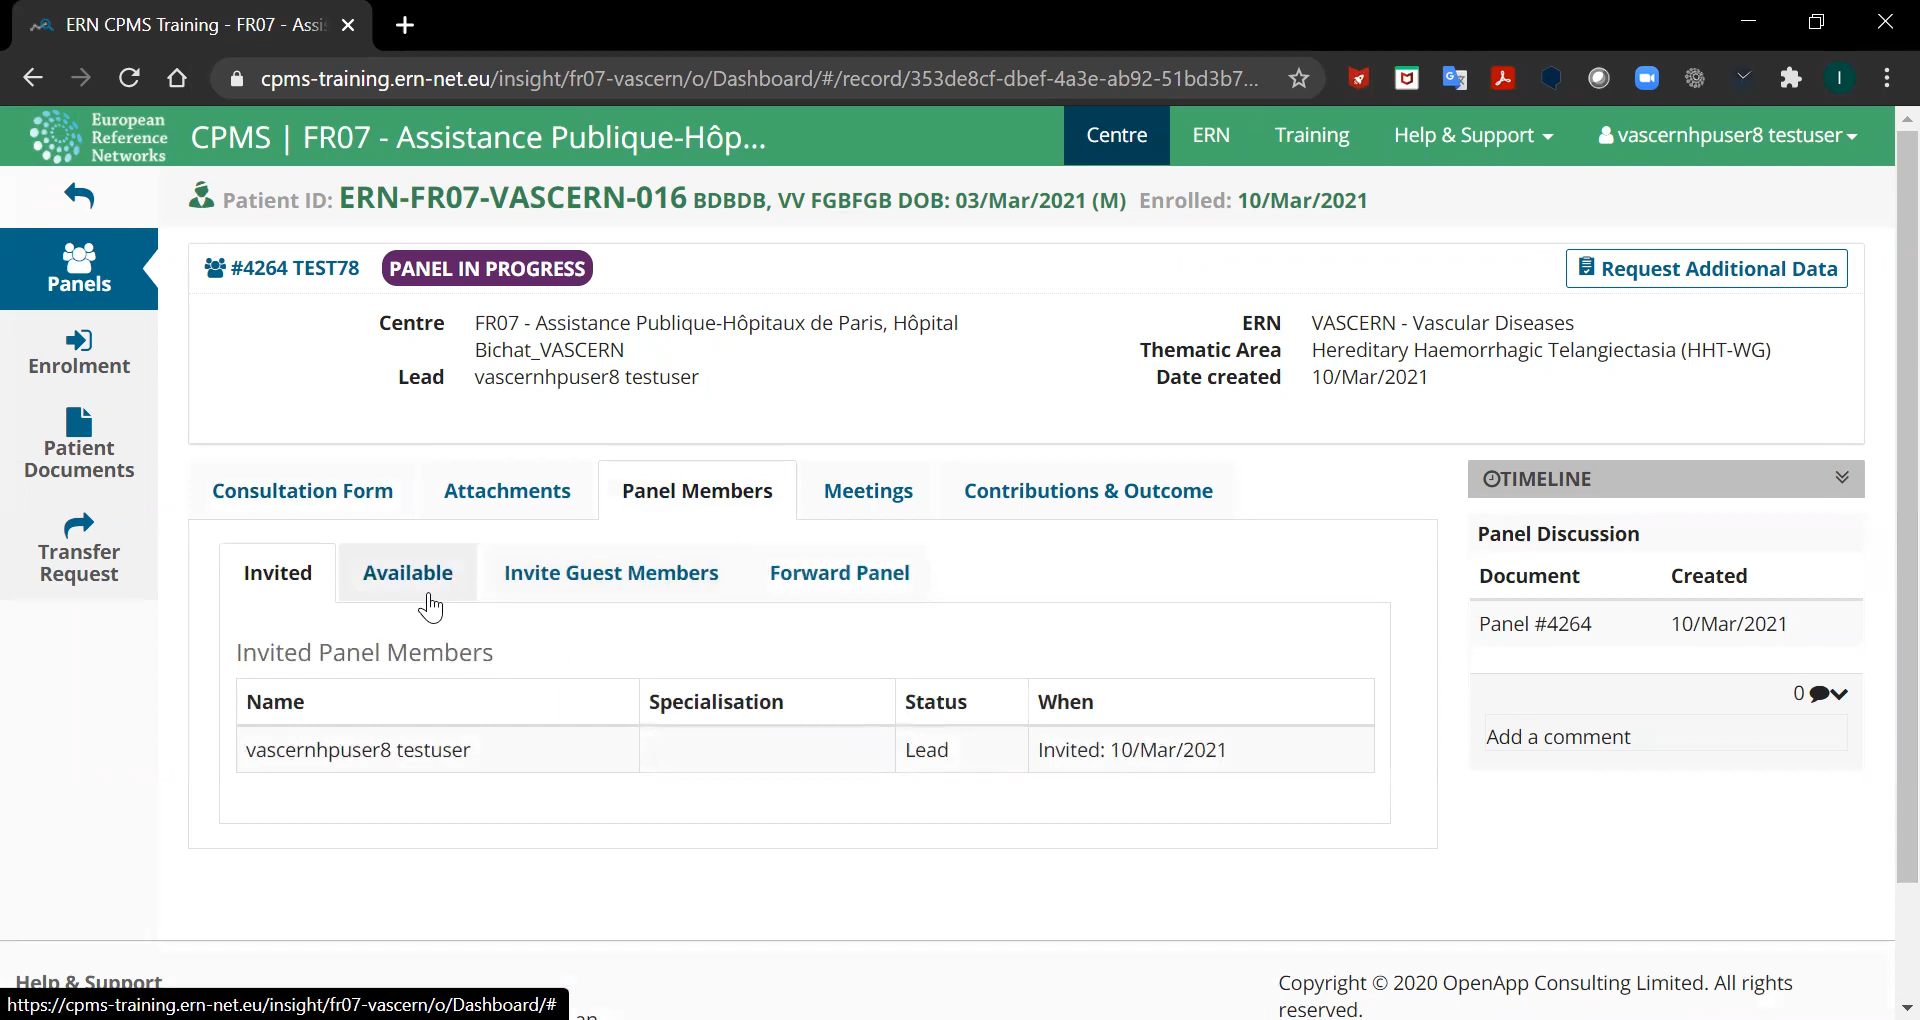 ERN CPMS Training - FR07 - Assi
cpms-training.ern-net.eu/insight/fr07-vascern/o/Dashboard/#/record/353de8cf-dbef-4a3e-ab92-51bd3b7...
I
European
Reference
Networks
CPMS | FR07 - Assistance Publique-Hôp...
Centre
ERN
Training
Help & Support
vascernhpuser8 testuser
Patient ID: ERN-FR07-VASCERN-016 BDBDB, VV FGBFGB DOB: 03/Mar/2021 (M) Enrolled: 10/Mar/2021
Panels
Enrolment
Patient
Documents
Transfer
Request
#4264 TEST78
PANEL IN PROGRESS
Request Additional Data
Centre FR07 - Assistance Publique-Hôpitaux de Paris, Hôpital
Bichat_VASCERN
Lead vascernhpuser8 testuser
ERN VASCERN - Vascular Diseases
Thematic Area Hereditary Haemorrhagic Telangiectasia (HHT-WG)
Date created 10/Mar/2021
Consultation Form
Attachments
Panel Members
Meetings
Contributions & Outcome
Invited
Available
Invite Guest Members
Forward Panel
Invited Panel Members
Name Specialisation Status When
vascernhpuser8 testuser Lead Invited: 10/Mar/2021
TIMELINE
Panel Discussion
Document Created
Panel #4264 10/Mar/2021
0
Add a comment
Help & Support
https://cpms-training.ern-net.eu/insight/fr07-vascern/o/Dashboard/#
Copyright © 2020 OpenApp Consulting Limited. All rights
reserved.